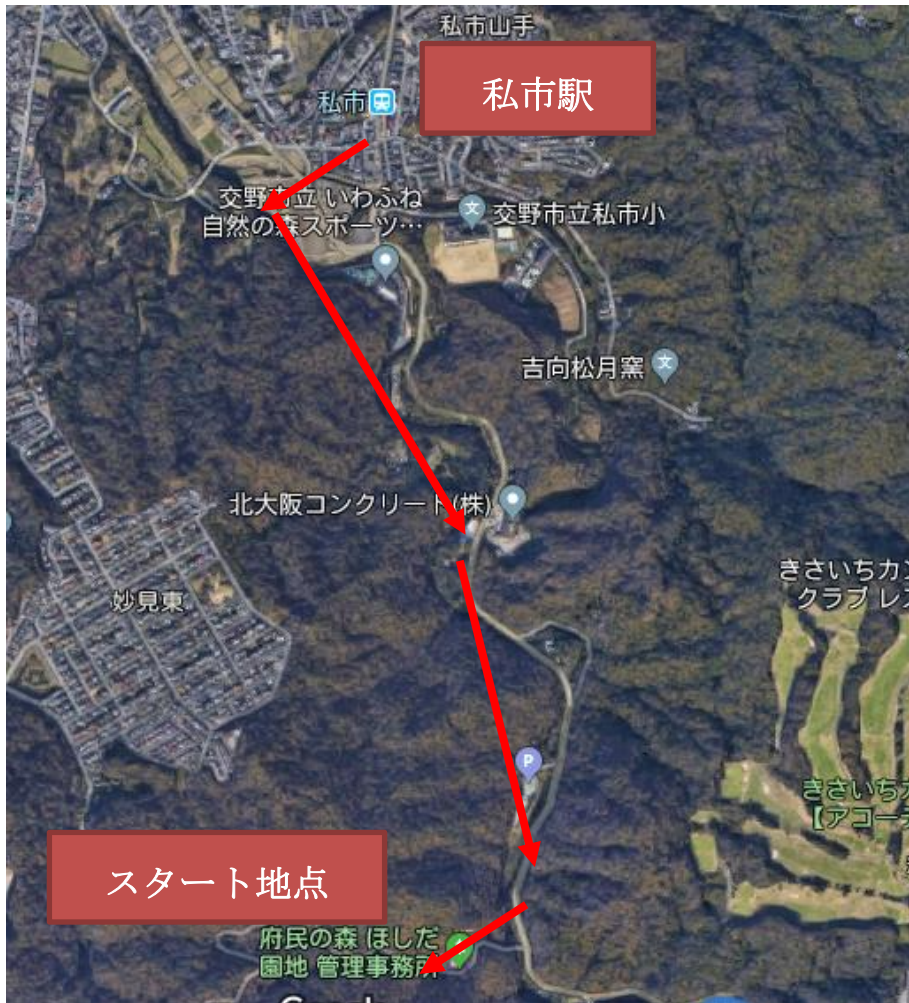 私市山手
私市駅
私市
交野市立 いわふね
自然の森スポーツ…
文
交野市立私市小
吉向松月窯
文
北大阪コンクリート(株)
きさいちカン
クラブ レス
妙見東
P
きさいちカ
【アコーデ
スタート地点
府民の森 ほしだ
園地 管理事務所